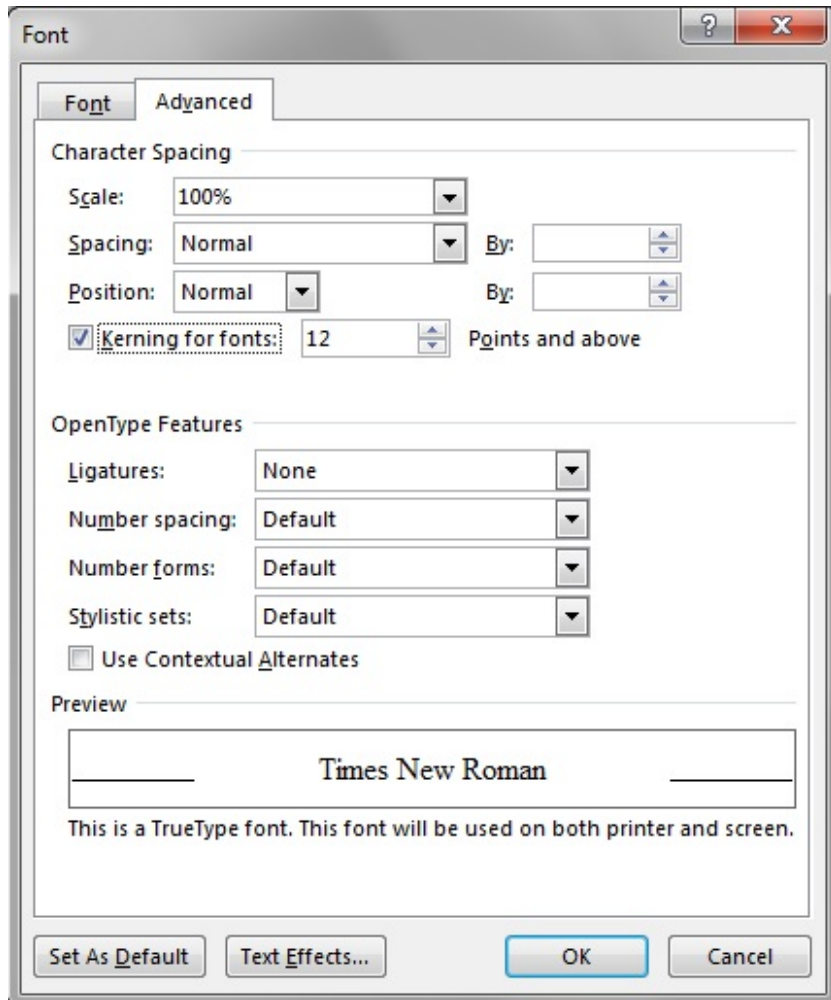 Font
Font Advanced
Character Spacing
Scale: 100%
Spacing: Normal By:
Position: Normal By:
Kerning for fonts: 12 Points and above
OpenType Features
Ligatures: None
Number spacing: Default
Number forms: Default
Stylistic sets: Default
Use Contextual Alternates
Preview
Times New Roman
This is a TrueType font. This font will be used on both printer and screen.
Set As Default Text Effects... OK Cancel